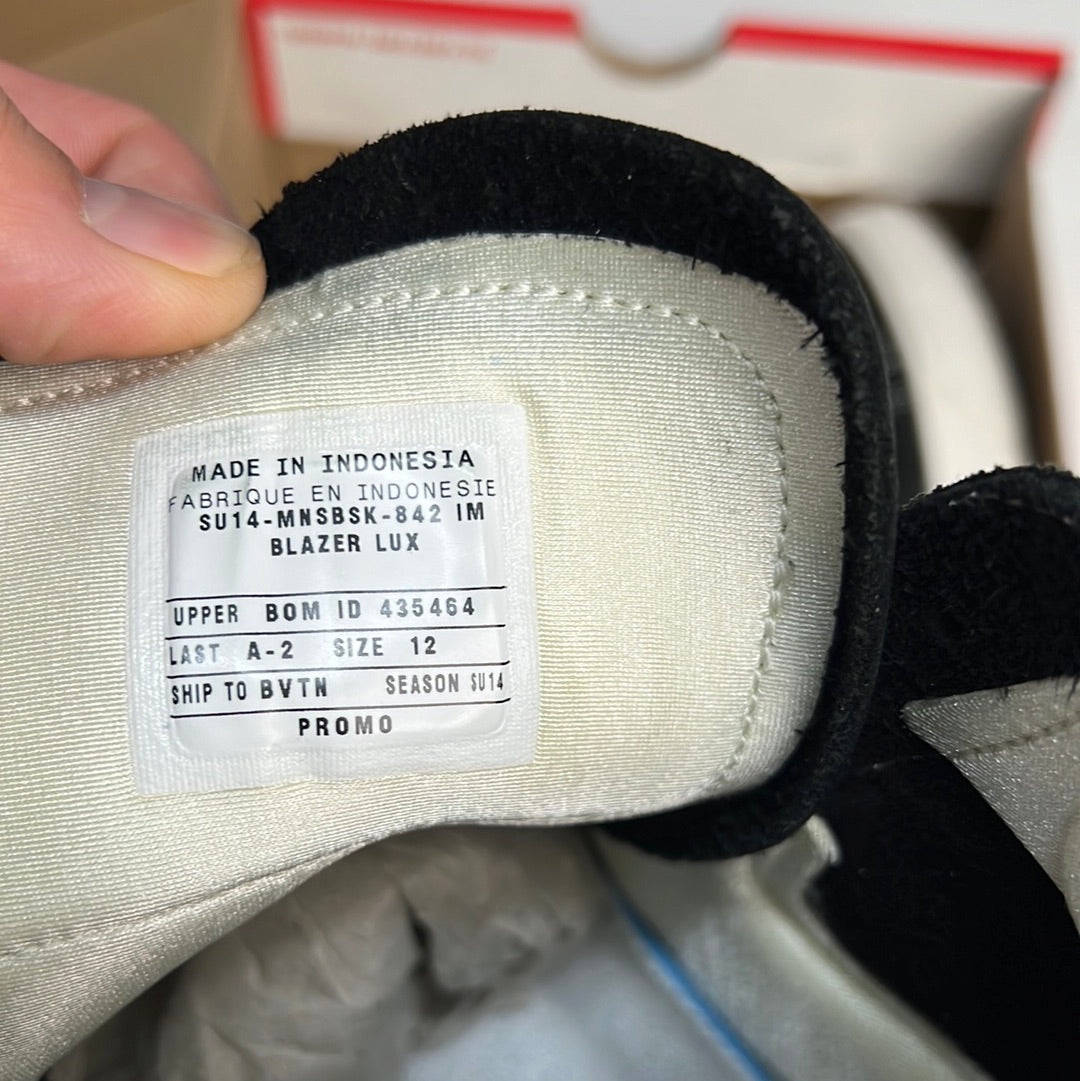 MADE IN INDONESIA
FABRIQUE EN INDONESIE
SU14-MNSBSK-842 IM
BLAZER LUX
UPPER BOM ID 435464
LAST A-2 SIZE 12
SHIP TO BVTN SEASON SU14
PROMO